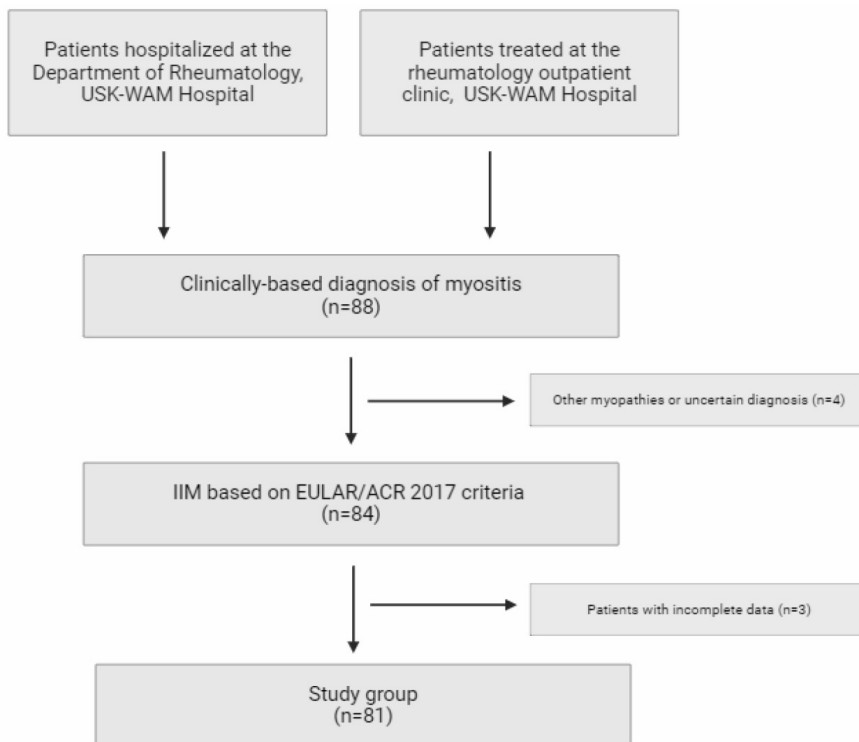 Patients hospitalized at the
Department of Rheumatology,
USK-WAM Hospital
Patients treated at the
rheumatology outpatient
clinic, USK-WAM Hospital
Clinically-based diagnosis of myositis
(n=88)
Other myopathies or uncertain diagnosis (n=4)
IIM based on EULAR/ACR 2017 criteria
(n=84)
Patients with incomplete data (n=3)
Study group
(n=81)